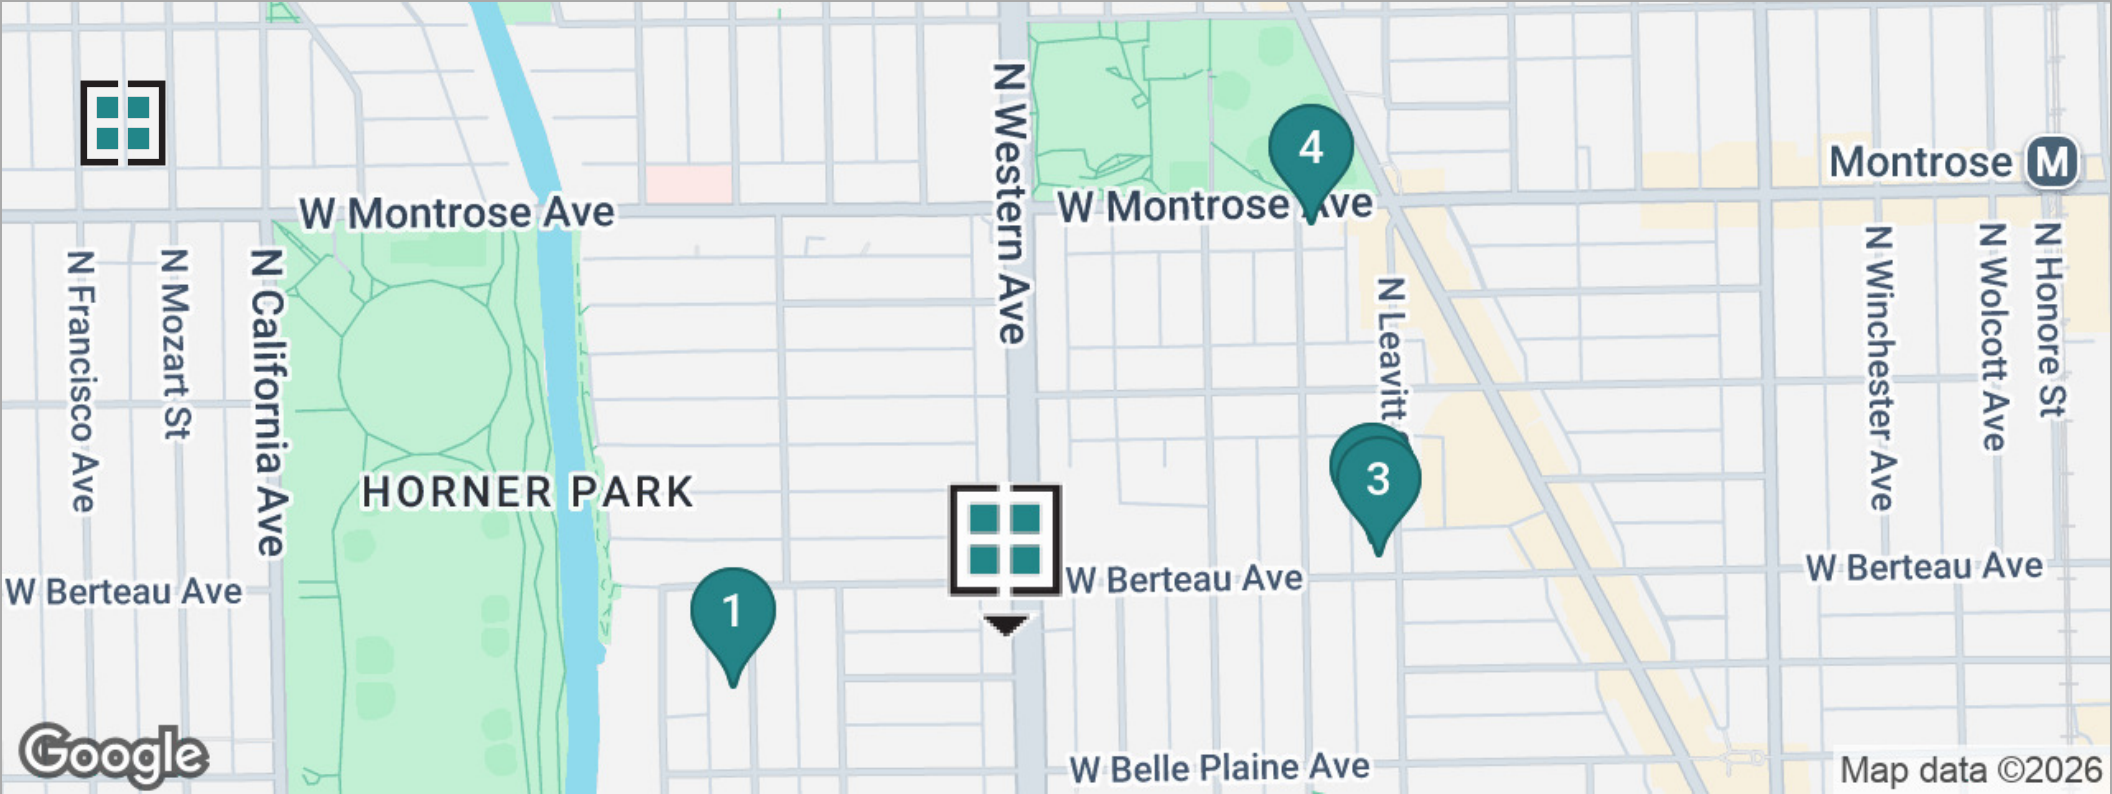 N Western Ave
4
Montrose M
W Montrose Ave
W Montrose Ave
N Francisco Ave
N Mozart St
N California Ave
N Leavitt
N Winchester Ave
N Wolcott Ave
N Honore St
HORNER PARK
3
W Berteau Ave
W Berteau Ave
W Berteau Ave
1
Google
W Belle Plaine Ave
Map data ©2026